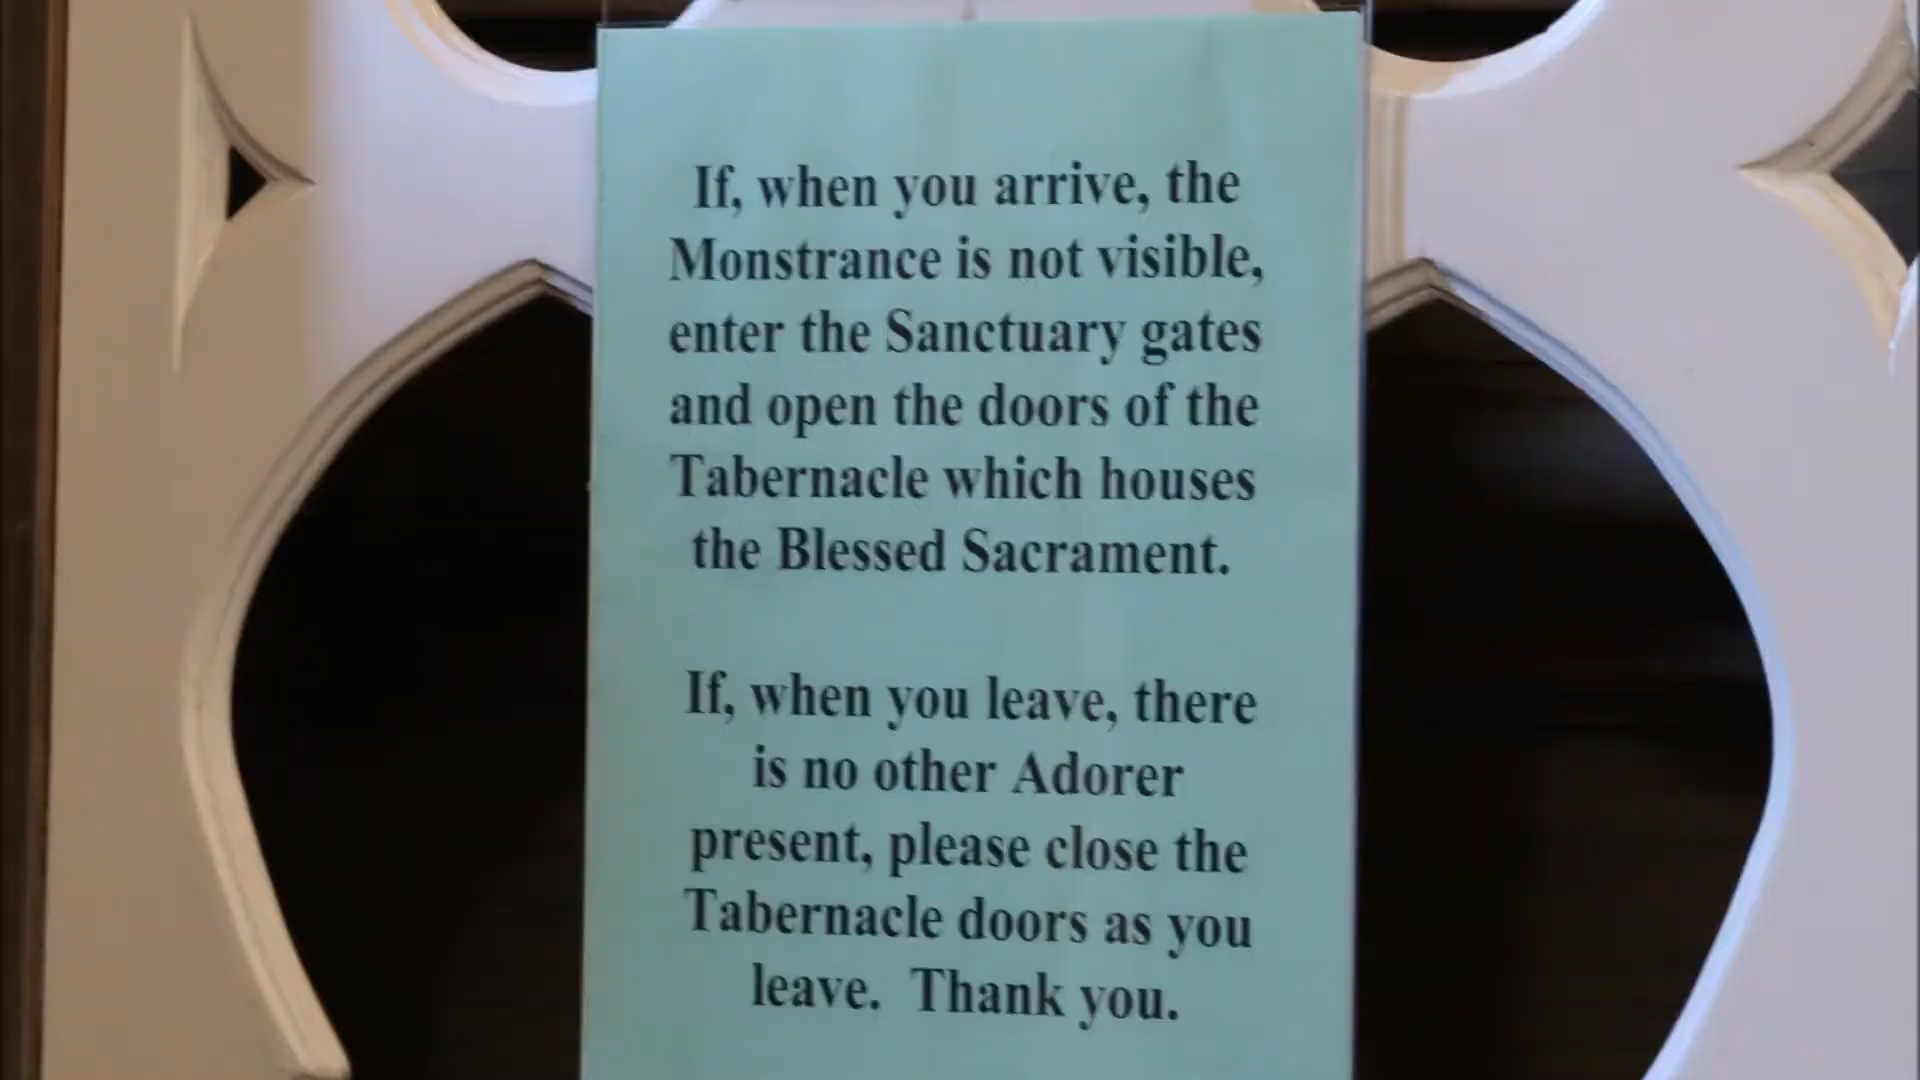 If, when you arrive, the
Monstrance is not visible,
enter the Sanctuary gates
and open the doors of the
Tabernacle which houses
the Blessed Sacrament.
If, when you leave, there
is no other Adorer
present, please close the
Tabernacle doors as you
leave.  Thank you.